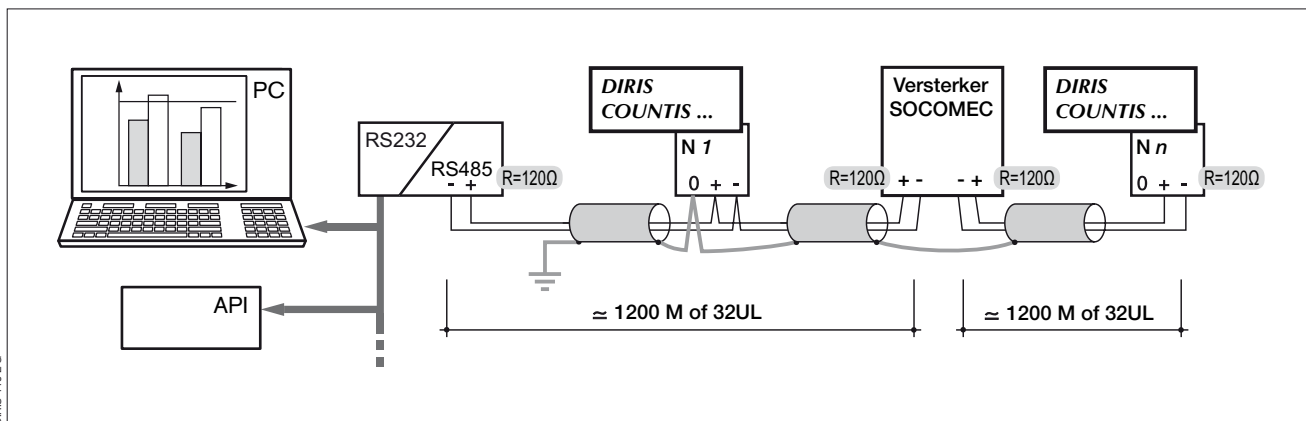 PC
API
RS232
RS485
- +
R=120Ω
DIRIS
COUNTIS ...
N 1
0 + -
R=120Ω
Versterker
SOCOMEC
+ - - +
R=120Ω
DIRIS
COUNTIS ...
N n
0 + -
R=120Ω
≃ 1200 M of 32UL
≃ 1200 M of 32UL